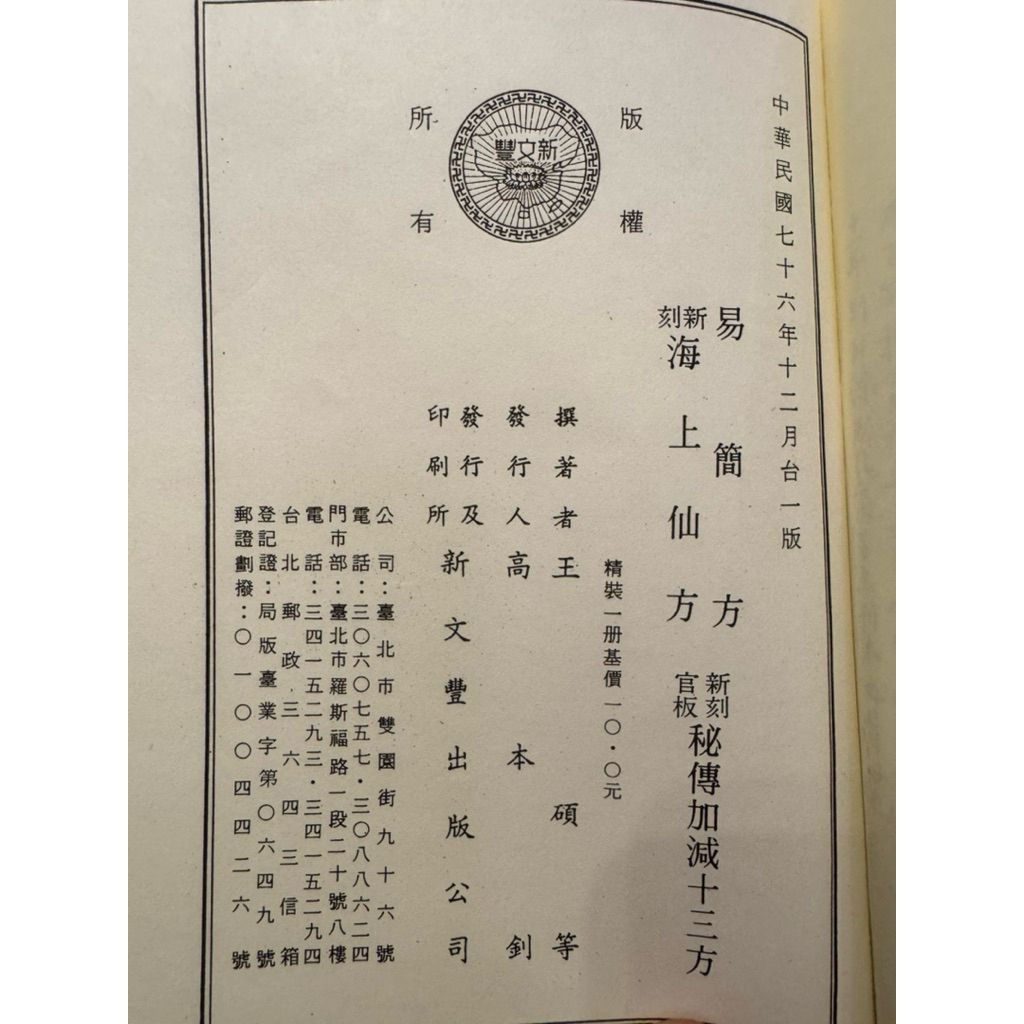 中華民國七十六年十二月台一版
易簡方
新刻海上仙方
新刻官板秘傳加減十三方
版權所有
新文豐
精裝一册基價一〇・〇元
撰著者王碩等
發行人高本釗
發行及印刷所新文豐出版公司
公司：臺北市雙園街九十六號
電話：三〇六〇七五七・三〇八八六二四
門市部：臺北市羅斯福路一段二十號八樓
電話：三四一五二九三・三四一五二九四
台北郵政三六四三信箱
登記證：局版臺業字第〇六四九號
郵證劃撥：〇一〇〇四四二六號